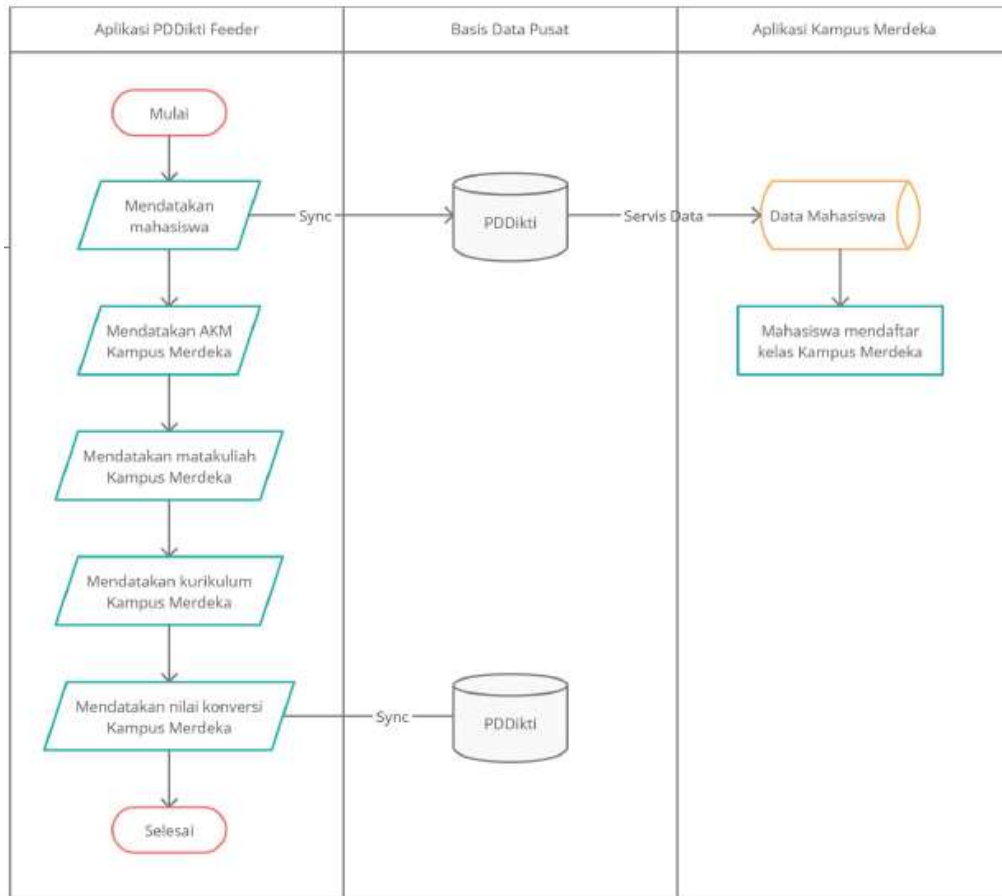 Aplikasi PDDikti Feeder
Basis Data Pusat
Aplikasi Kampus Merdeka
Mulai
Mendatakan
mahasiswa
Sync
PDDikti
Servis Data
Data Mahasiswa
Mendatakan AKM
Kampus Merdeka
Mahasiswa mendaftar
kelas Kampus Merdeka
Mendatakan matakuliah
Kampus Merdeka
Mendatakan kurikulum
Kampus Merdeka
Mendatakan nilai konversi
Kampus Merdeka
Sync
PDDikti
Selesai